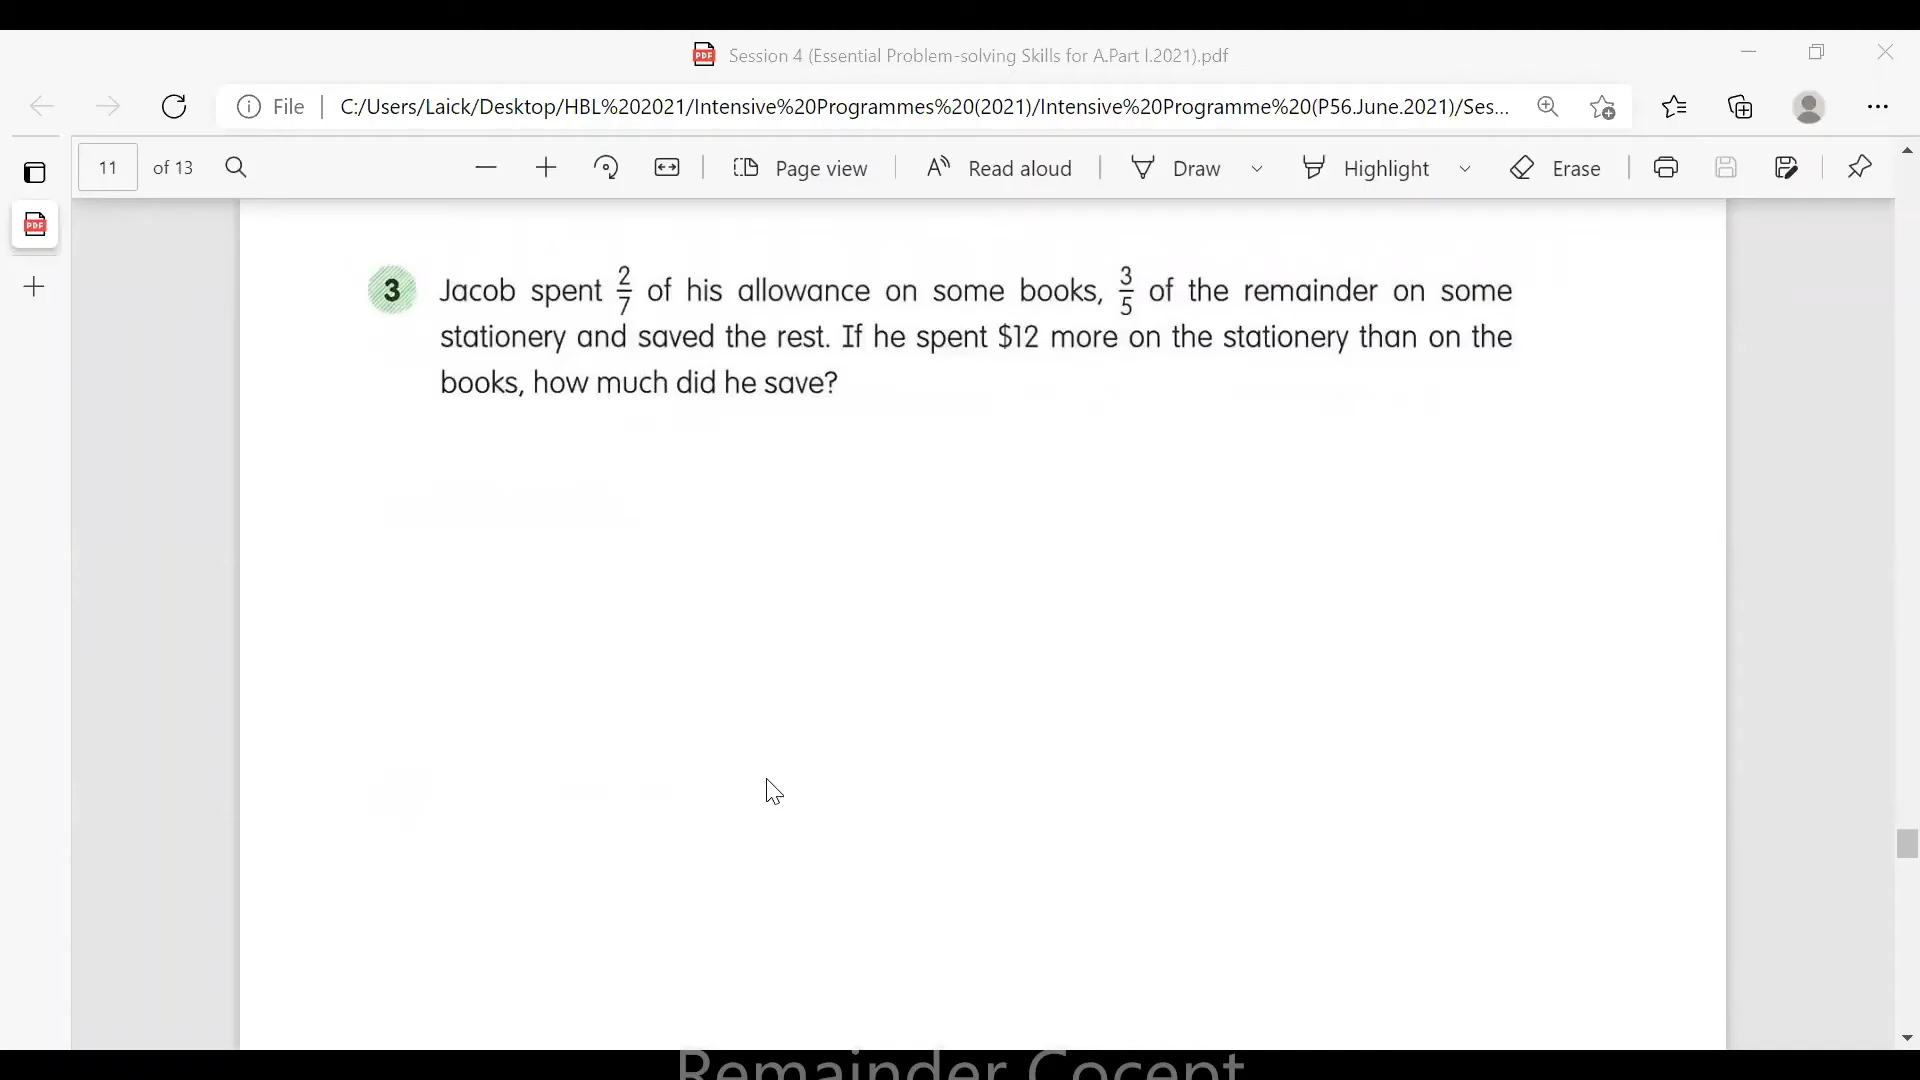 Session 4 (Essential Problem-solving Skills for A.Part I.2021).pdf
File | C:/Users/Laick/Desktop/HBL%202021/Intensive%20Programmes%20(2021)/Intensive%20Programme%20(P56.June.2021)/Ses...
11 of 13 Page view Read aloud Draw Highlight Erase
3 Jacob spent 2/7 of his allowance on some books, 3/5 of the remainder on some
stationery and saved the rest. If he spent $12 more on the stationery than on the
books, how much did he save?
Remainder Cocept